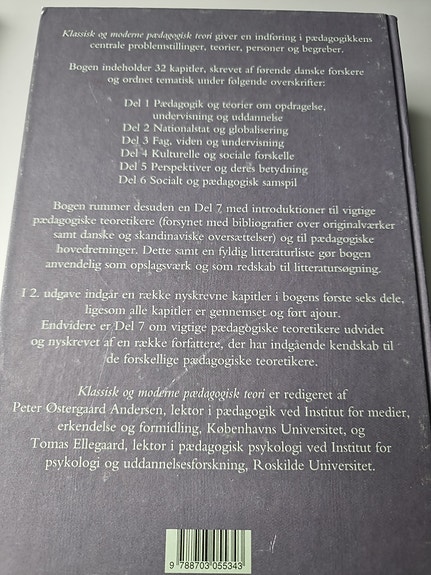 Klassisk og moderne pædagogisk teori giver en indføring i pædagogikkens
centrale problemstillinger, teorier, personer og begreber.
Bogen indeholder 32 kapitler, skrevet af førende danske forskere
og ordnet tematisk under følgende overskrifter:
Del 1 Pædagogik og teorier om opdragelse,
undervisning og uddannelse
Del 2 Nationalstat og globalisering
Del 3 Fag, viden og undervisning
Del 4 Kulturelle og sociale forskelle
Del 5 Perspektiver og deres betydning
Del 6 Socialt og pædagogisk samspil
Bogen rummer desuden en Del 7 med introduktioner til vigtige
pædagogiske teoretikere (forsynet med bibliografier over originalværker
samt danske og skandinaviske oversættelser) og til pædagogiske
hovedretninger. Dette samt en fyldig litteraturliste gør bogen
anvendelig som opslagsværk og som redskab til litteratursøgning.
I 2. udgave indgår en række nyskrevne kapitler i bogens første seks dele,
ligesom alle kapitler er gennemset og ført ajour.
Endvidere er Del 7 om vigtige pædagogiske teoretikere udvidet
og nyskrevet af en række forfattere, der har indgående kendskab til
de forskellige pædagogiske teoretikere.
Klassisk og moderne pædagogisk teori er redigeret af
Peter Østergaard Andersen, lektor i pædagogik ved Institut for medier,
erkendelse og formidling, Københavns Universitet, og
Tomas Ellegaard, lektor i pædagogisk psykologi ved Institut for
psykologi og uddannelsesforskning, Roskilde Universitet.
9 788703 055343